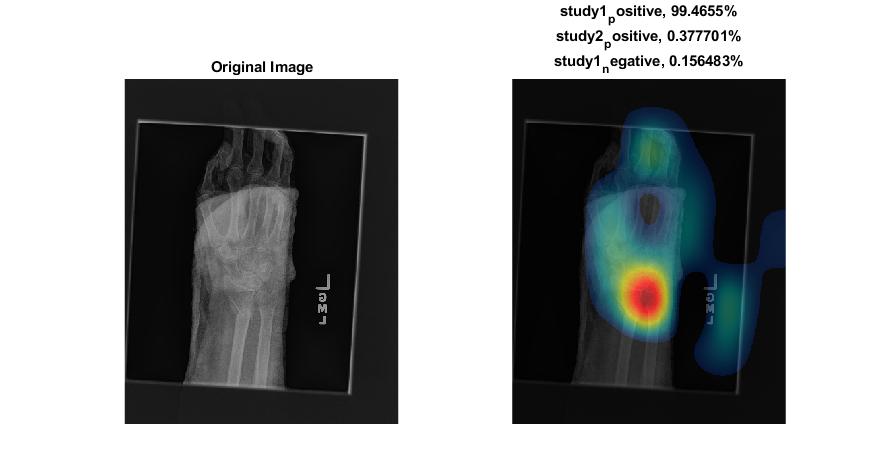 study1positive, 99.4655%
study2positive, 0.377701%
study1negative, 0.156483%
Original Image
L